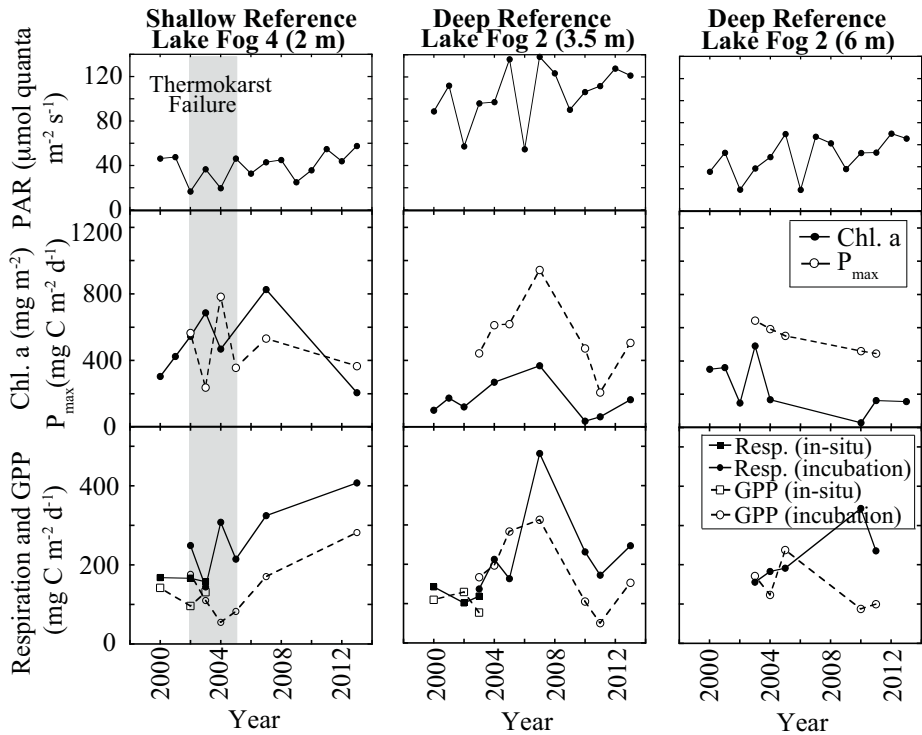 Shallow Reference
Lake Fog 4 (2 m)
Deep Reference
Lake Fog 2 (3.5 m)
Deep Reference
Lake Fog 2 (6 m)
PAR (μmol quanta
m-2 s-1)
120
80
40
0
Thermokarst
Failure
Chl. a (mg m-2)
Pmax(mg C m-2 d-1)
1200
800
400
0
Chl. a
Pmax
Respiration and GPP
(mg C m-2 d-1)
400
200
0
Resp. (in-situ)
Resp. (incubation)
GPP (in-situ)
GPP (incubation)
2000
2004
2008
2012
2000
2004
2008
2012
2000
2004
2008
2012
Year
Year
Year